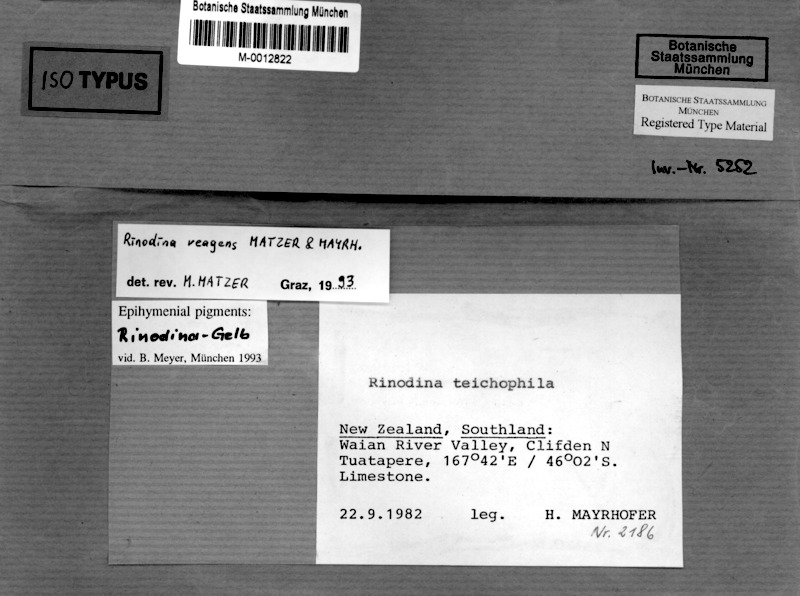 Botanische Staatssammlung München
M-0012822
ISO TYPUS
Botanische
Staatssammlung
München
BOTANISCHE STAATSSAMMLUNG
MÜNCHEN
Registered Type Material
Inv.-Nr. 5252
Rinodina reagens MATZER & MAYRH.
det. rev. M. MATZER Graz, 1993
Epihymenial pigments:
Rinodina-Gelb
vid. B. Meyer, München 1993
Rinodina teichophila
New Zealand, Southland:
Waian River Valley, Clifden N
Tuatapere, 167°42'E / 46°02'S.
Limestone.
22.9.1982 leg. H. MAYRHOFER
Nr. 2186